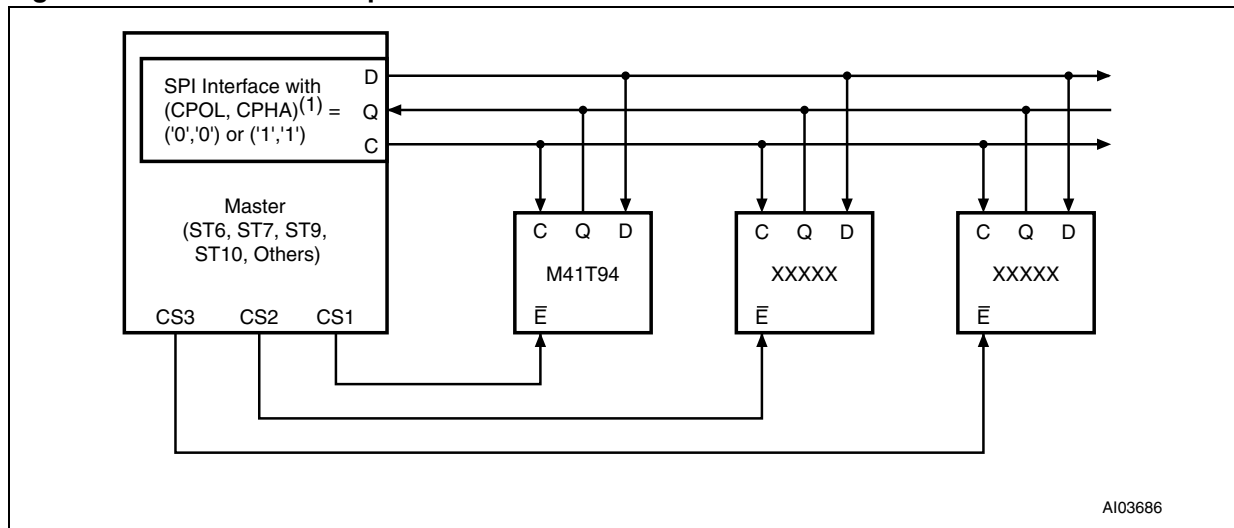 SPI Interface with
(CPOL, CPHA)(1) =
('0','0') or ('1','1')
D
Q
C
Master
(ST6, ST7, ST9,
ST10, Others)
CS3 CS2 CS1
C Q D
M41T94
E̅
C Q D
XXXXX
E̅
C Q D
XXXXX
E̅
AI03686